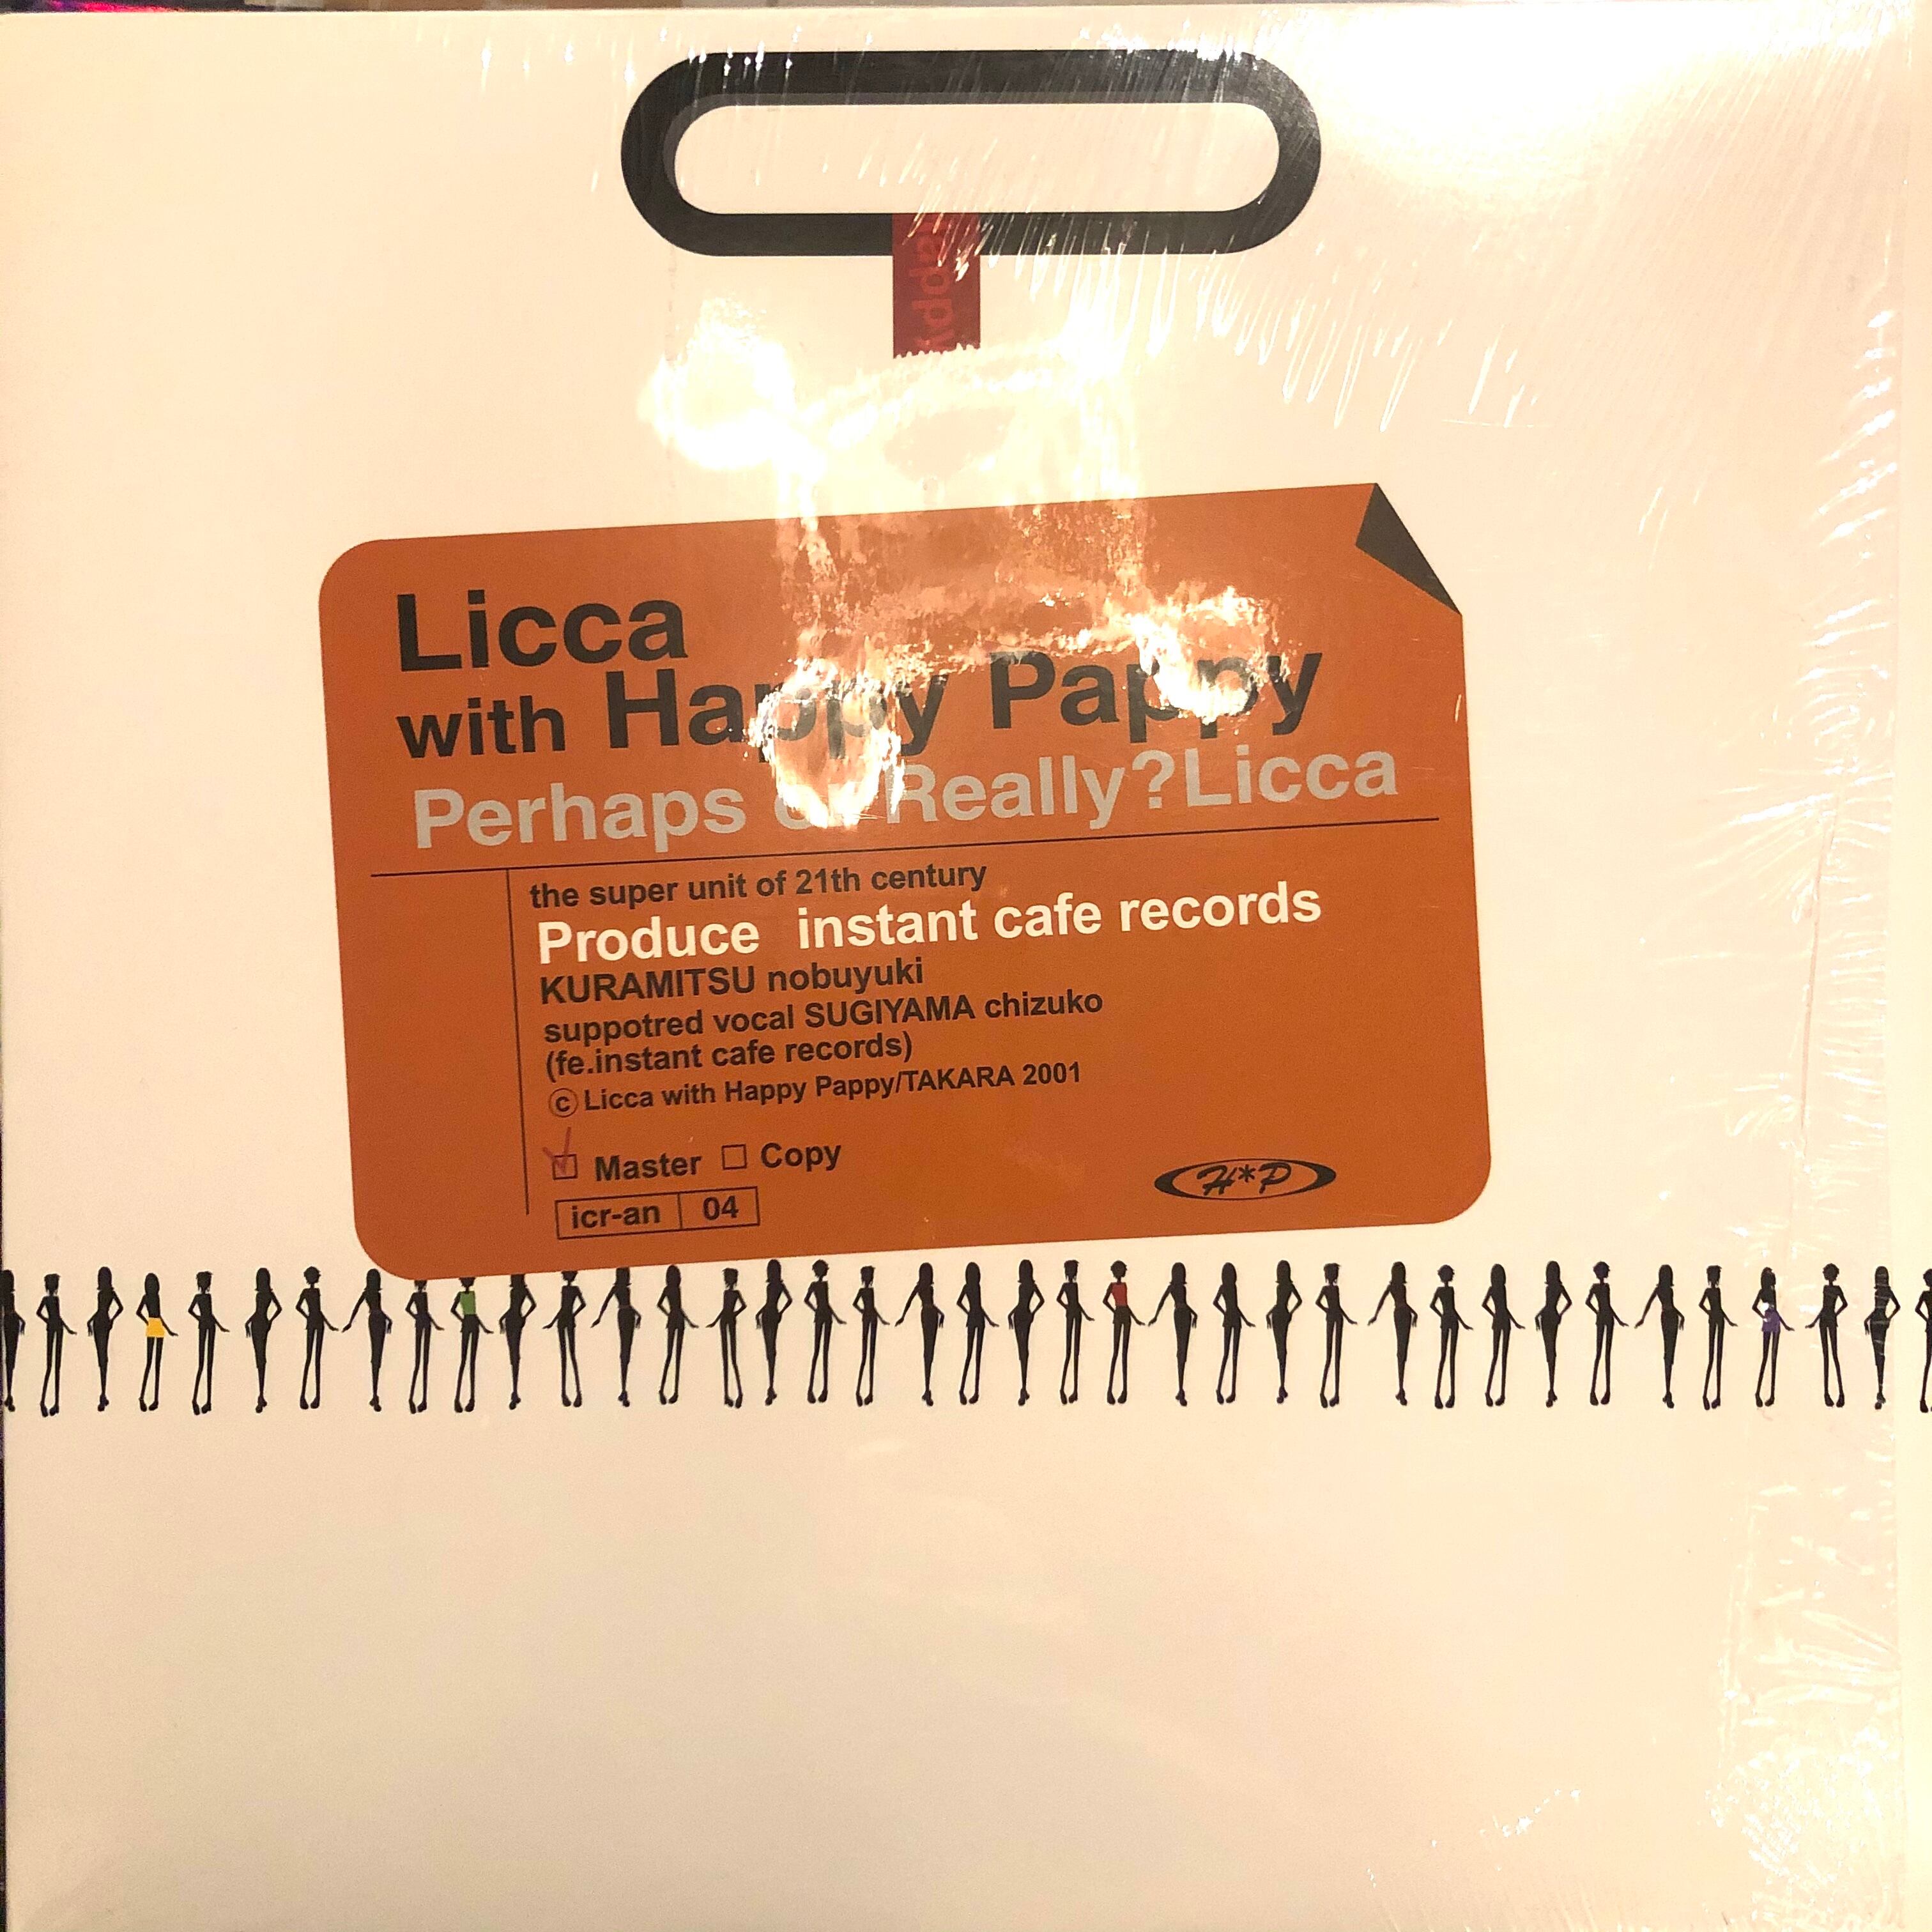 Licca
with Happy Pappy
Perhaps or Really?Licca
the super unit of 21th century
Produce instant cafe records
KURAMITSU nobuyuki
suppotred vocal SUGIYAMA chizuko
(fe.instant cafe records)
©Licca with Happy Pappy/TAKARA 2001
Master Copy
icr-an 04
H*P